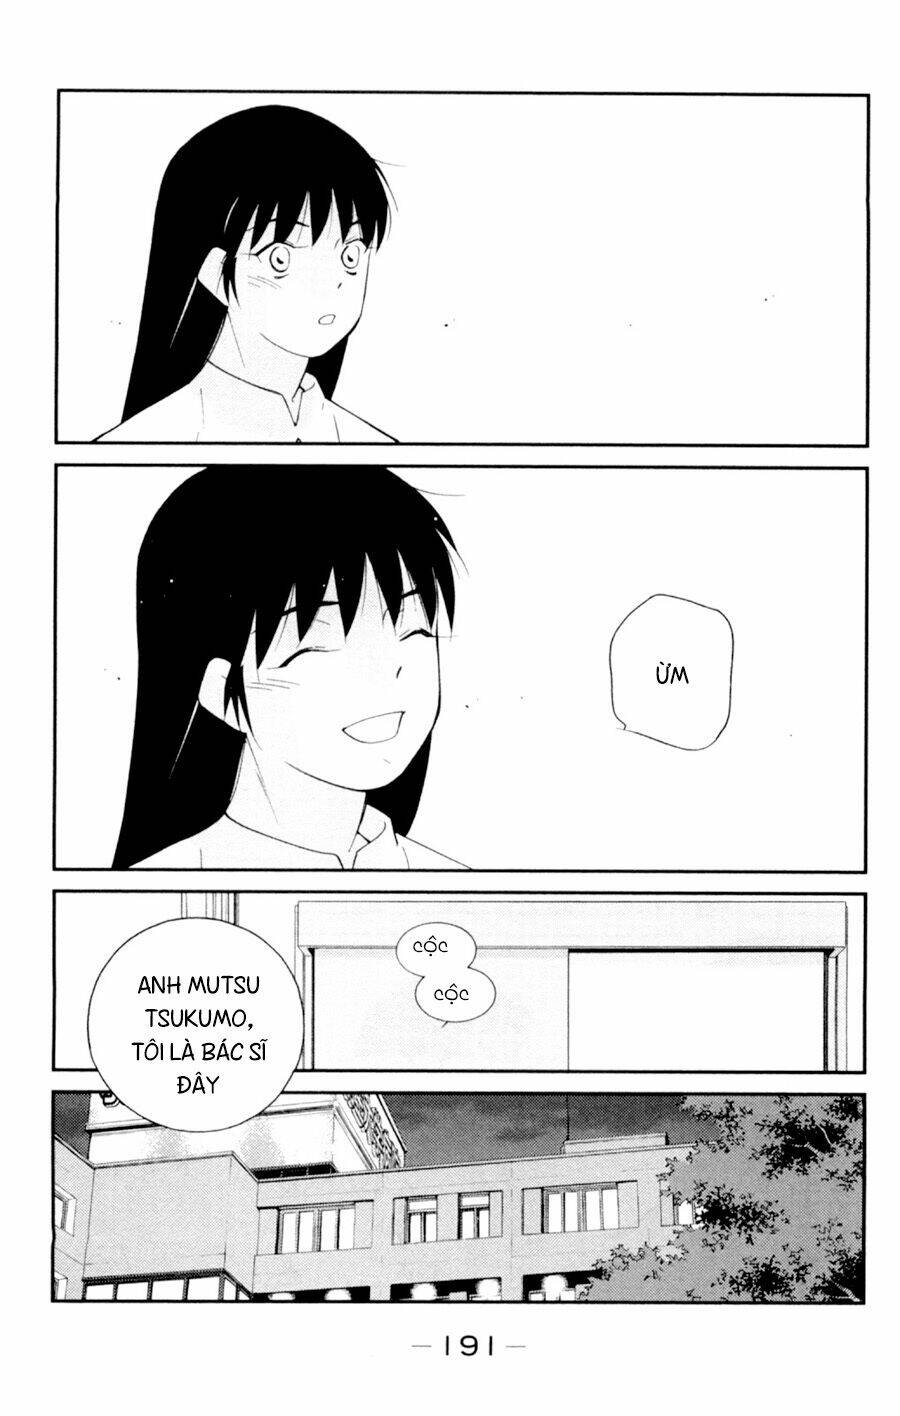 ỪM
CỘC
CỘC
ANH MUTSU
TSUKUMO,
TÔI LÀ BÁC SĨ
ĐÂY
— 191 —